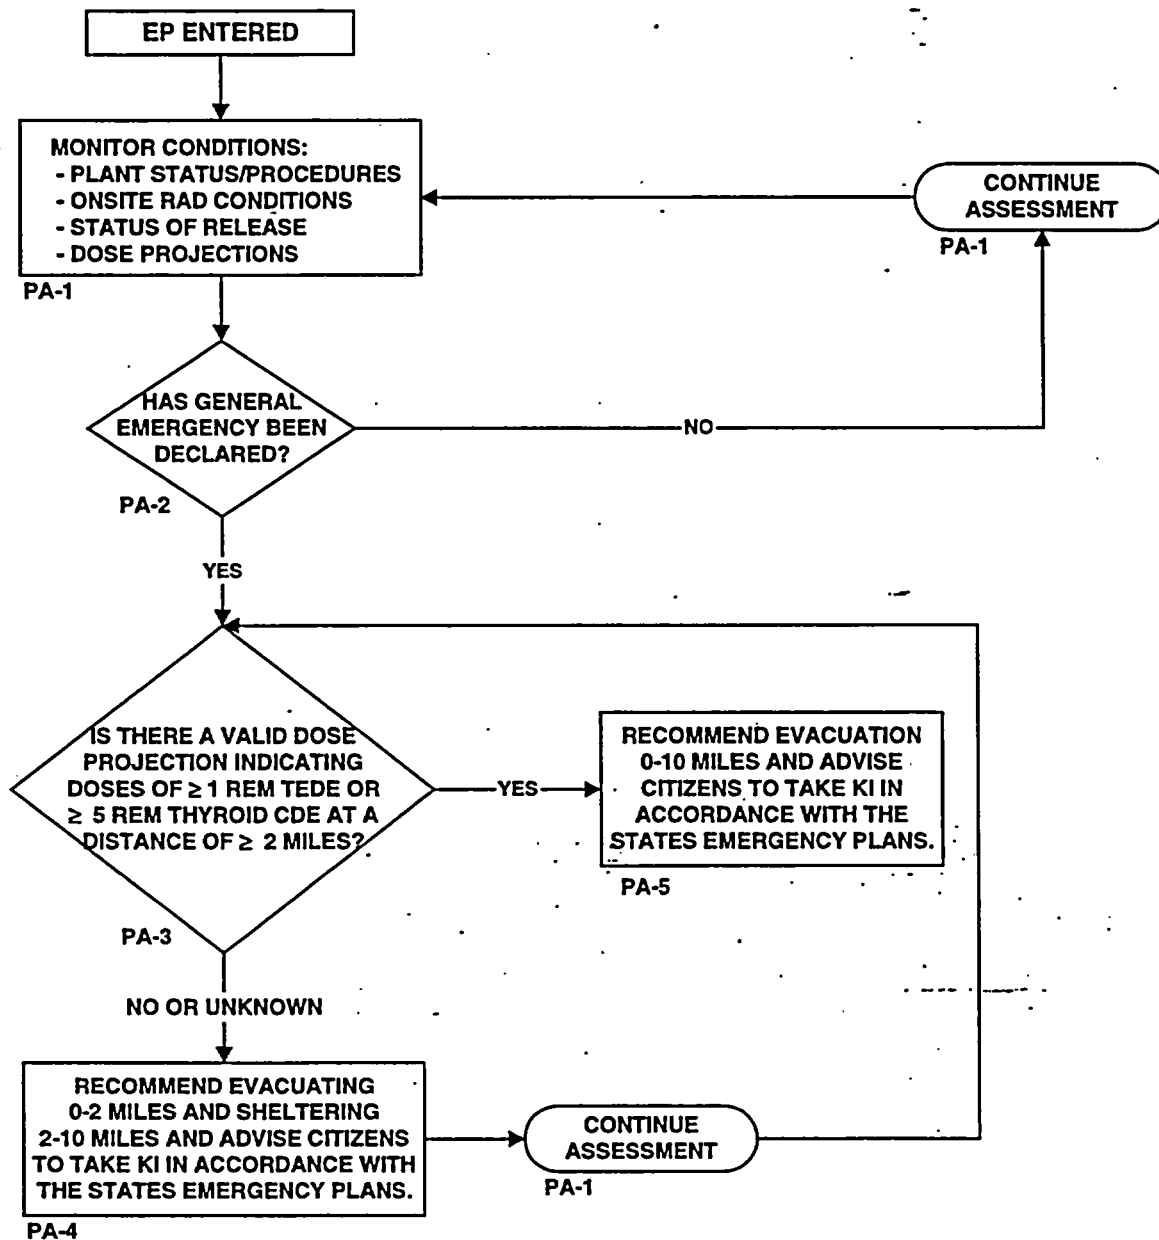 EP ENTERED
MONITOR CONDITIONS:
- PLANT STATUS/PROCEDURES
- ONSITE RAD CONDITIONS
- STATUS OF RELEASE
- DOSE PROJECTIONS
PA-1
CONTINUE
ASSESSMENT
PA-1
HAS GENERAL
EMERGENCY BEEN
DECLARED?
PA-2
NO
YES
IS THERE A VALID DOSE
PROJECTION INDICATING
DOSES OF ≥ 1 REM TEDE OR
≥ 5 REM THYROID CDE AT A
DISTANCE OF ≥ 2 MILES?
PA-3
YES
RECOMMEND EVACUATION
0-10 MILES AND ADVISE
CITIZENS TO TAKE KI IN
ACCORDANCE WITH THE
STATES EMERGENCY PLANS.
PA-5
NO OR UNKNOWN
RECOMMEND EVACUATING
0-2 MILES AND SHELTERING
2-10 MILES AND ADVISE CITIZENS
TO TAKE KI IN ACCORDANCE WITH
THE STATES EMERGENCY PLANS.
PA-4
CONTINUE
ASSESSMENT
PA-1